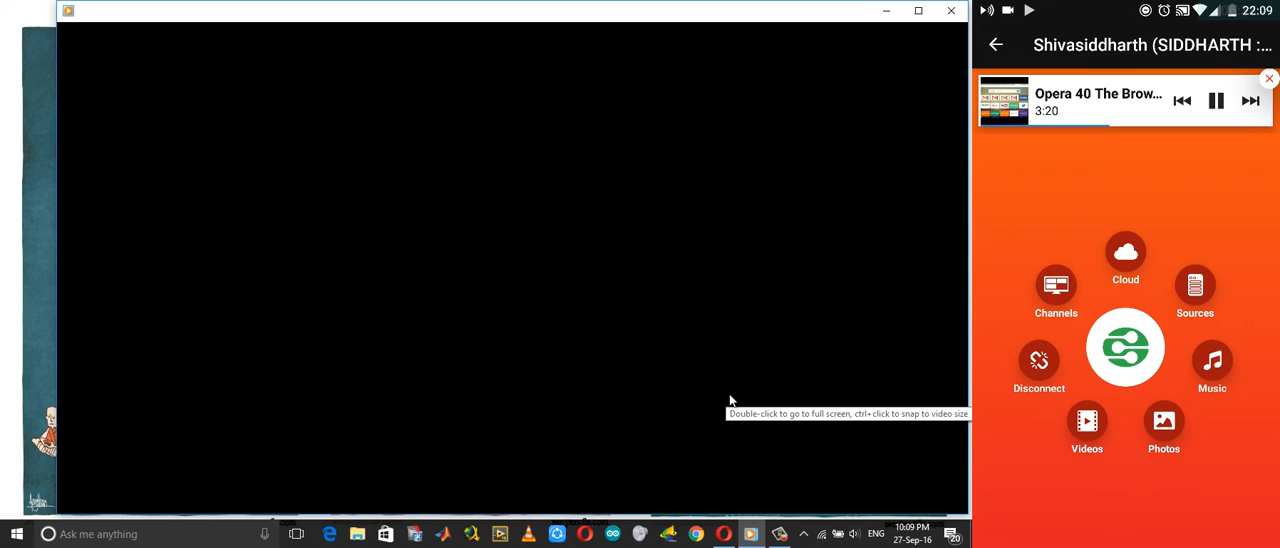 22:09
Shivasiddharth (SIDDHARTH :...
Opera 40 The Brow...
3:20
Cloud
Channels
Sources
Disconnect
Music
Videos
Photos
Double-click to go to full screen, ctrl+click to snap to video size
Ask me anything
ENG
10:09 PM
27-Sep-16
20